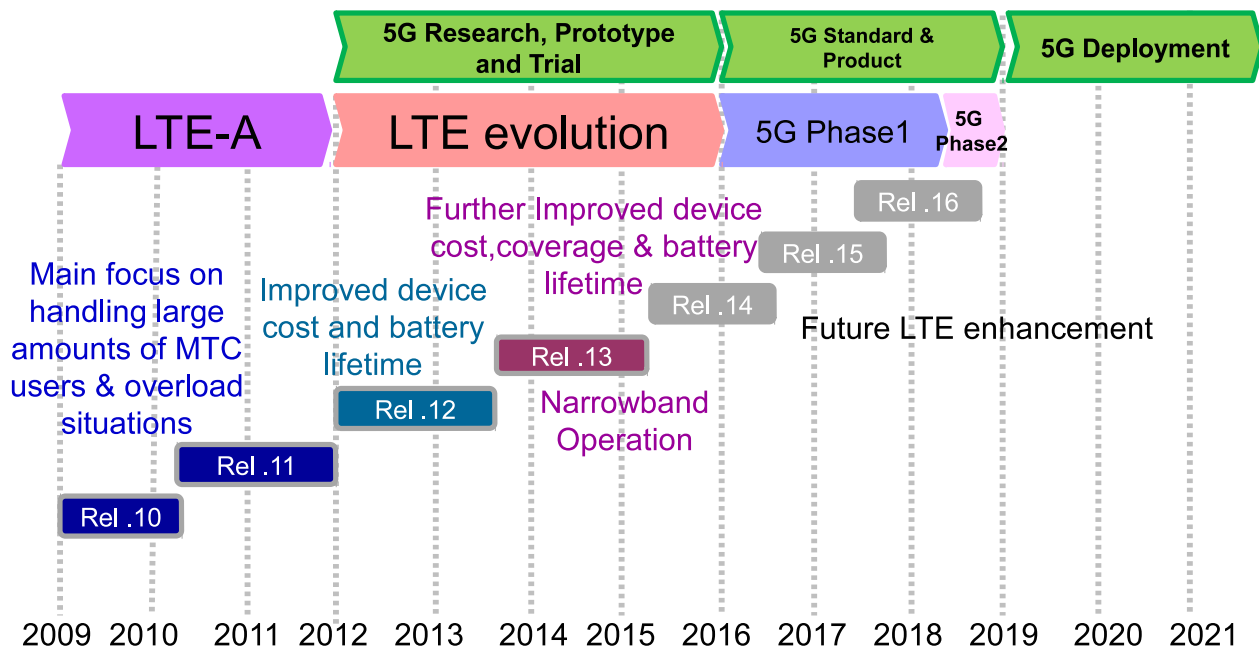 5G Research, Prototype
and Trial
5G Standard &
Product
5G Deployment
LTE-A
LTE evolution
5G Phase1
5G
Phase2
Rel .16
Further Improved device
cost,coverage & battery
lifetime
Rel .15
Main focus on
handling large
amounts of MTC
users & overload
situations
Improved device
cost and battery
lifetime
Rel .14
Future LTE enhancement
Rel .13
Rel .12
Narrowband
Operation
Rel .11
Rel .10
2009 2010 2011 2012 2013 2014 2015 2016 2017 2018 2019 2020 2021